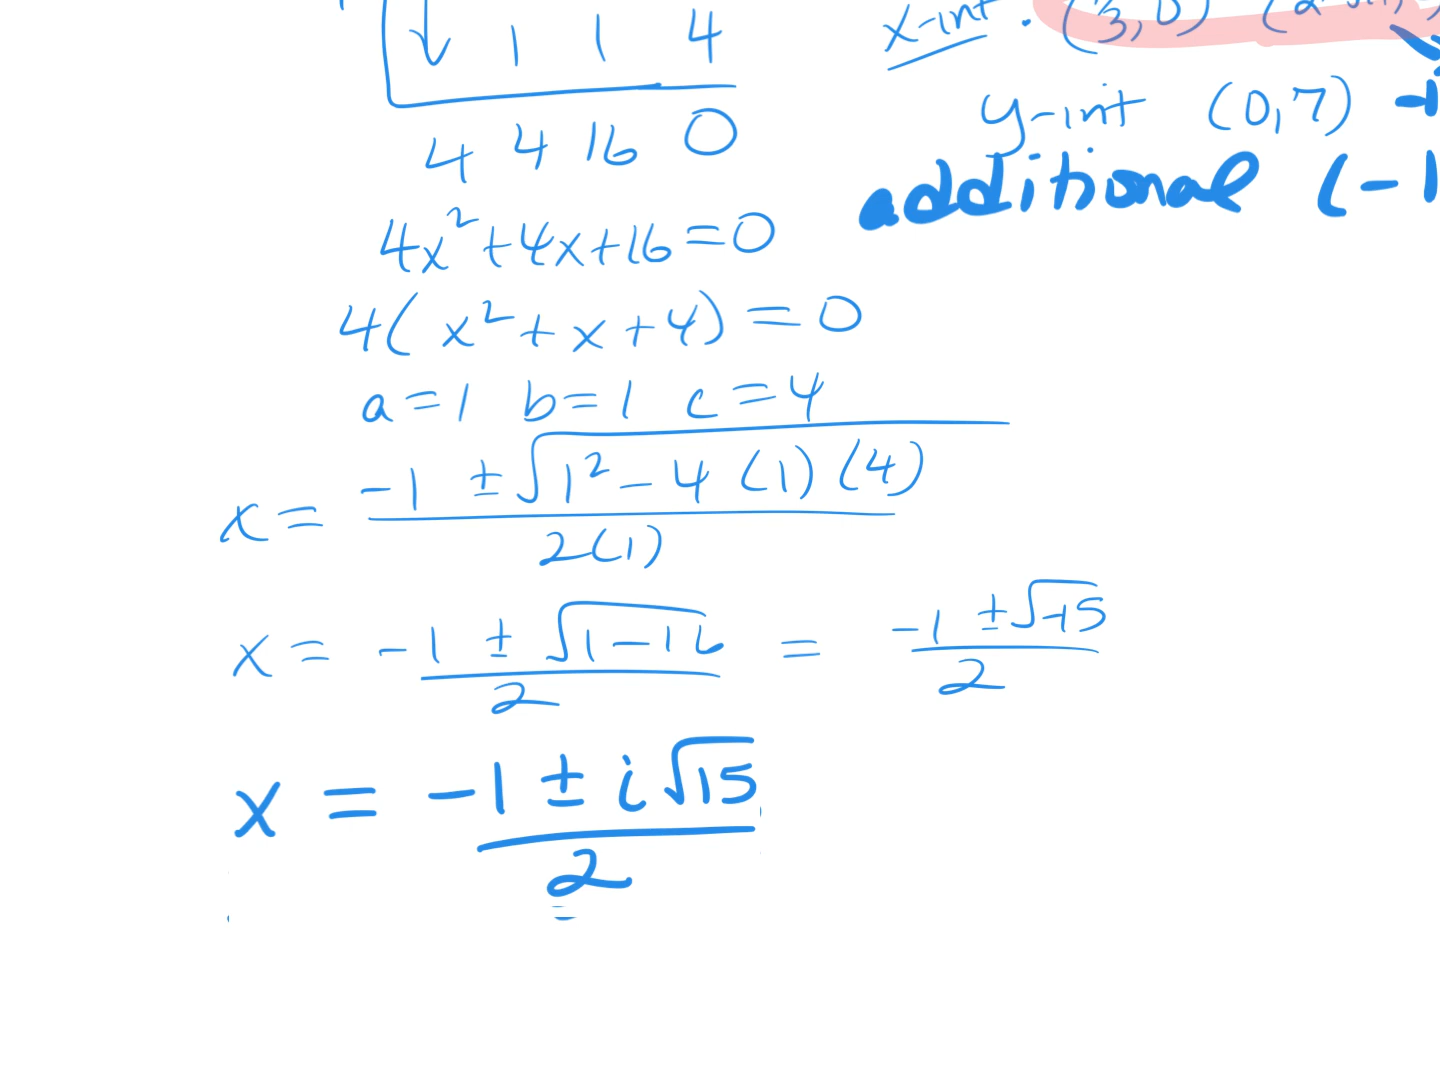 ↓ 1 1 4
4 4 16 0
4x²+4x+16=0
4(x²+x+4)=0
a=1 b=1 c=4
x= -1 ±√1²-4(1)(4) / 2(1)
x= -1 ±√1-16 / 2 = -1 ±√-15 / 2
x = -1 ± i√15 / 2
x-int. (3,0)
y-int (0,7)
additional (-1